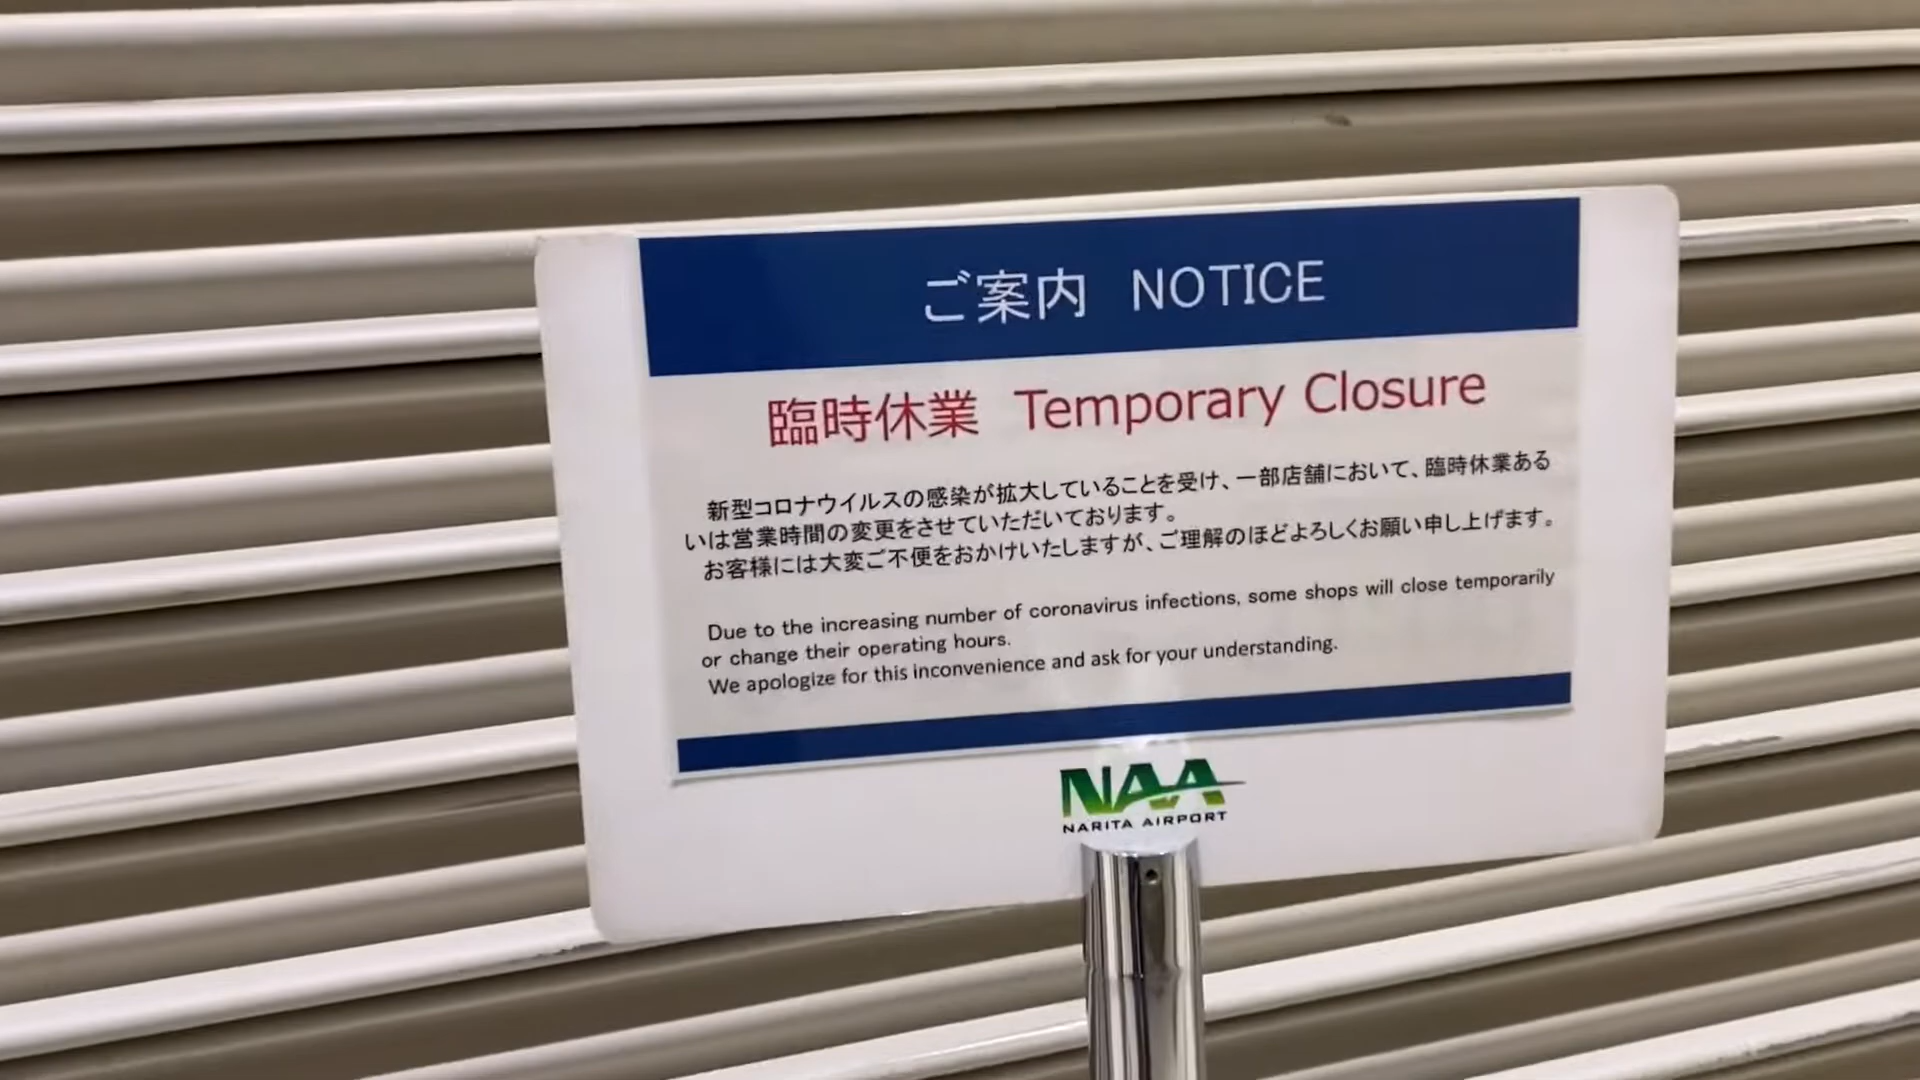 ご案内 NOTICE
臨時休業 Temporary Closure
新型コロナウイルスの感染が拡大していることを受け、一部店舗において、臨時休業ある
いは営業時間の変更をさせていただいております。
お客様には大変ご不便をおかけいたしますが、ご理解のほどよろしくお願い申し上げます。
Due to the increasing number of coronavirus infections, some shops will close temporarily
or change their operating hours.
We apologize for this inconvenience and ask for your understanding.
NAA
NARITA AIRPORT